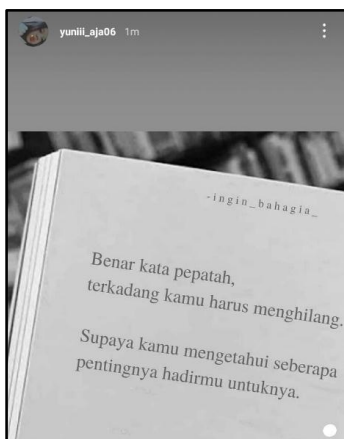 yuniii_aja06 1m
-ingin_bahagia_
Benar kata pepatah,
terkadang kamu harus menghilang.
Supaya kamu mengetahui seberapa
pentingnya hadirmu untuknya.